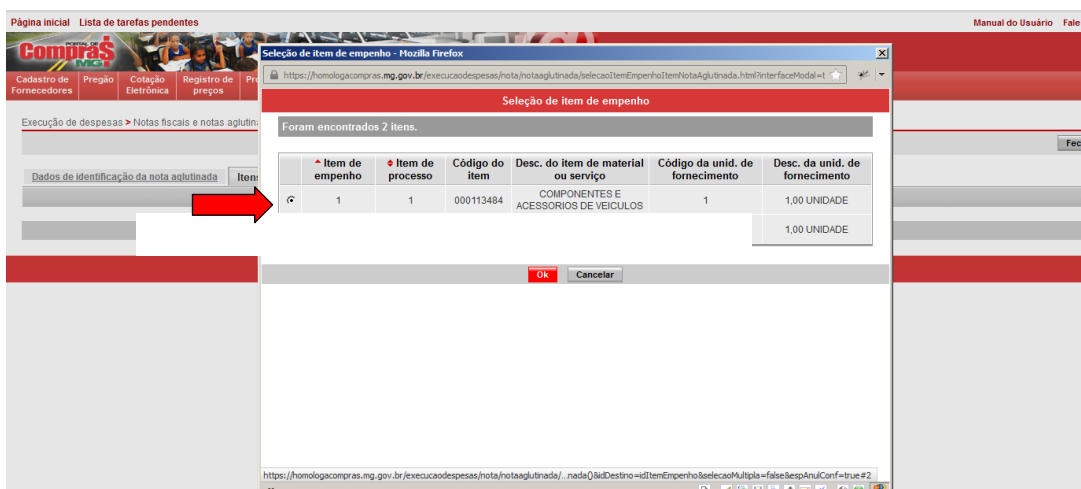 Página inicial Lista de tarefas pendentes Manual do Usuário Fale
PORTAL DE
Compras
MG
Seleção de item de empenho - Mozilla Firefox
https://homologacompras.mg.gov.br/execucaodespesas/nota/notaaglutinada/selecaoItemEmpenhoItemNotaAglutinada.html?interfaceModal=t
Cadastro de Fornecedores Pregão Cotação Eletrônica Registro de preços
Seleção de item de empenho
Foram encontrados 2 itens.
Execução de despesas > Notas fiscais e notas aglutin
Fec
Dados de identificação da nota aglutinada Itens
Item de empenho Item de processo Código do item Desc. do item de material ou serviço Código da unid. de fornecimento Desc. da unid. de fornecimento
1 1 000113484 COMPONENTES E ACESSORIOS DE VEICULOS 1 1,00 UNIDADE
1,00 UNIDADE
Ok Cancelar
https://homologacompras.mg.gov.br/execucaodespesas/nota/notaaglutinada/...nada()&idDestino=idItemEmpenho&selecaoMultipla=false&espAnulConf=true#2